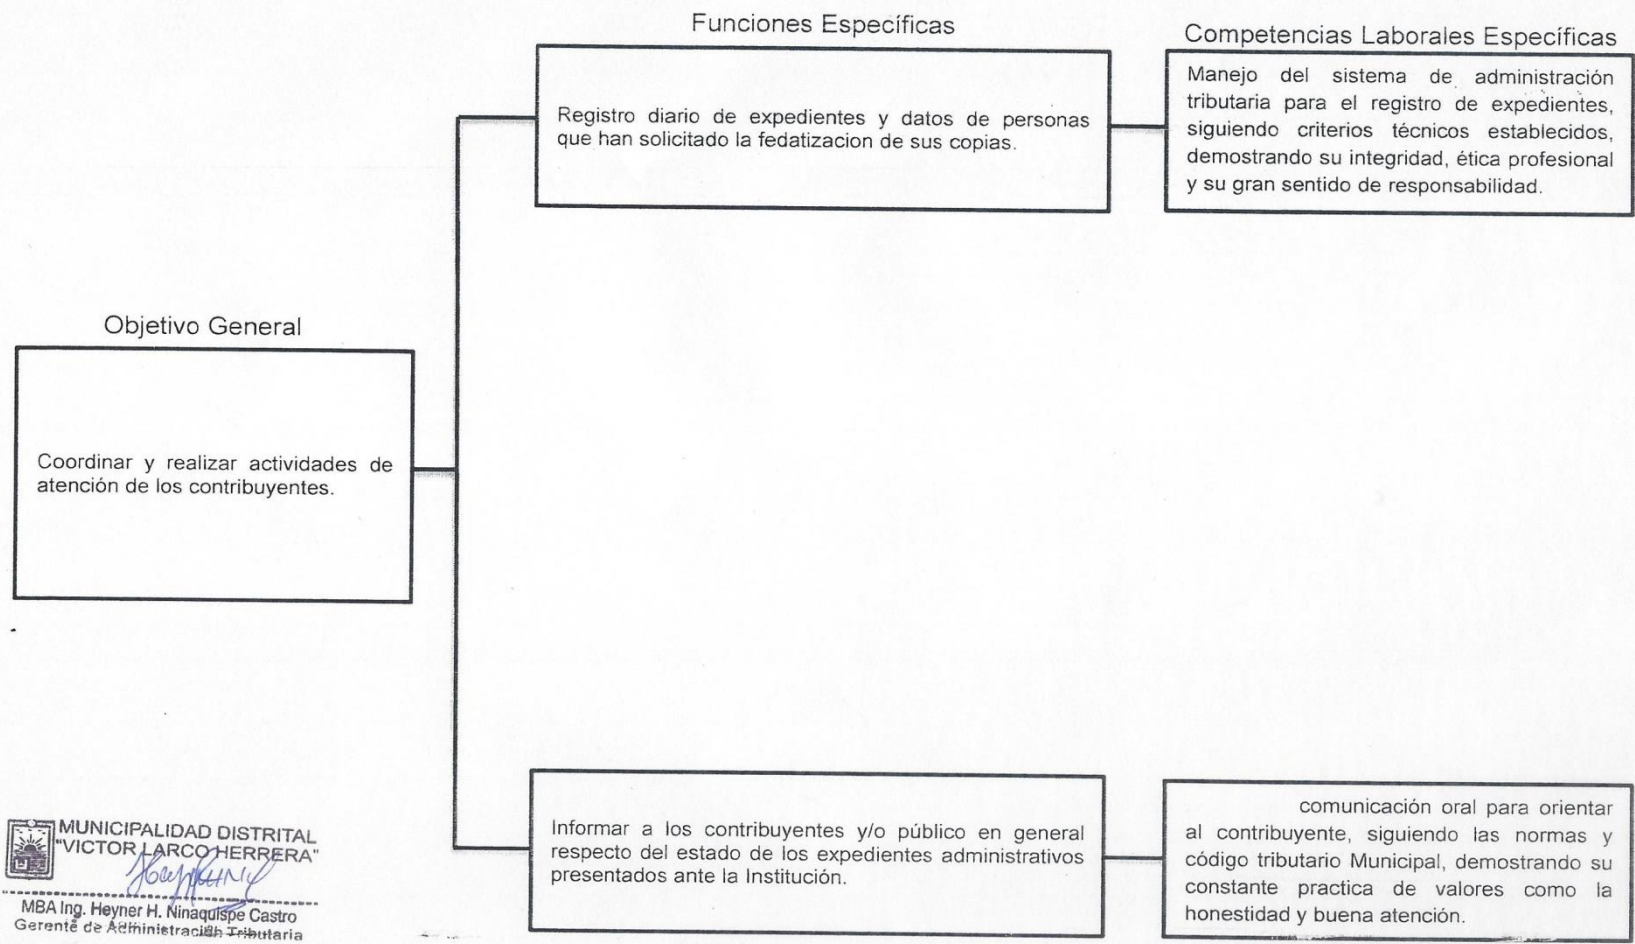 Funciones Específicas
Competencias Laborales Específicas
Registro diario de expedientes y datos de personas
que han solicitado la fedatizacion de sus copias.
Manejo del sistema de administración
tributaria para el registro de expedientes,
siguiendo criterios técnicos establecidos,
demostrando su integridad, ética profesional
y su gran sentido de responsabilidad.
Objetivo General
Coordinar y realizar actividades de
atención de los contribuyentes.
Informar a los contribuyentes y/o público en general
respecto del estado de los expedientes administrativos
presentados ante la Institución.
comunicación oral para orientar
al contribuyente, siguiendo las normas y
código tributario Municipal, demostrando su
constante practica de valores como la
honestidad y buena atención.
MUNICIPALIDAD DISTRITAL
"VICTOR LARCO HERRERA"
MBA Ing. Heyner H. Ninaquispe Castro
Gerente de Administración Tributaria